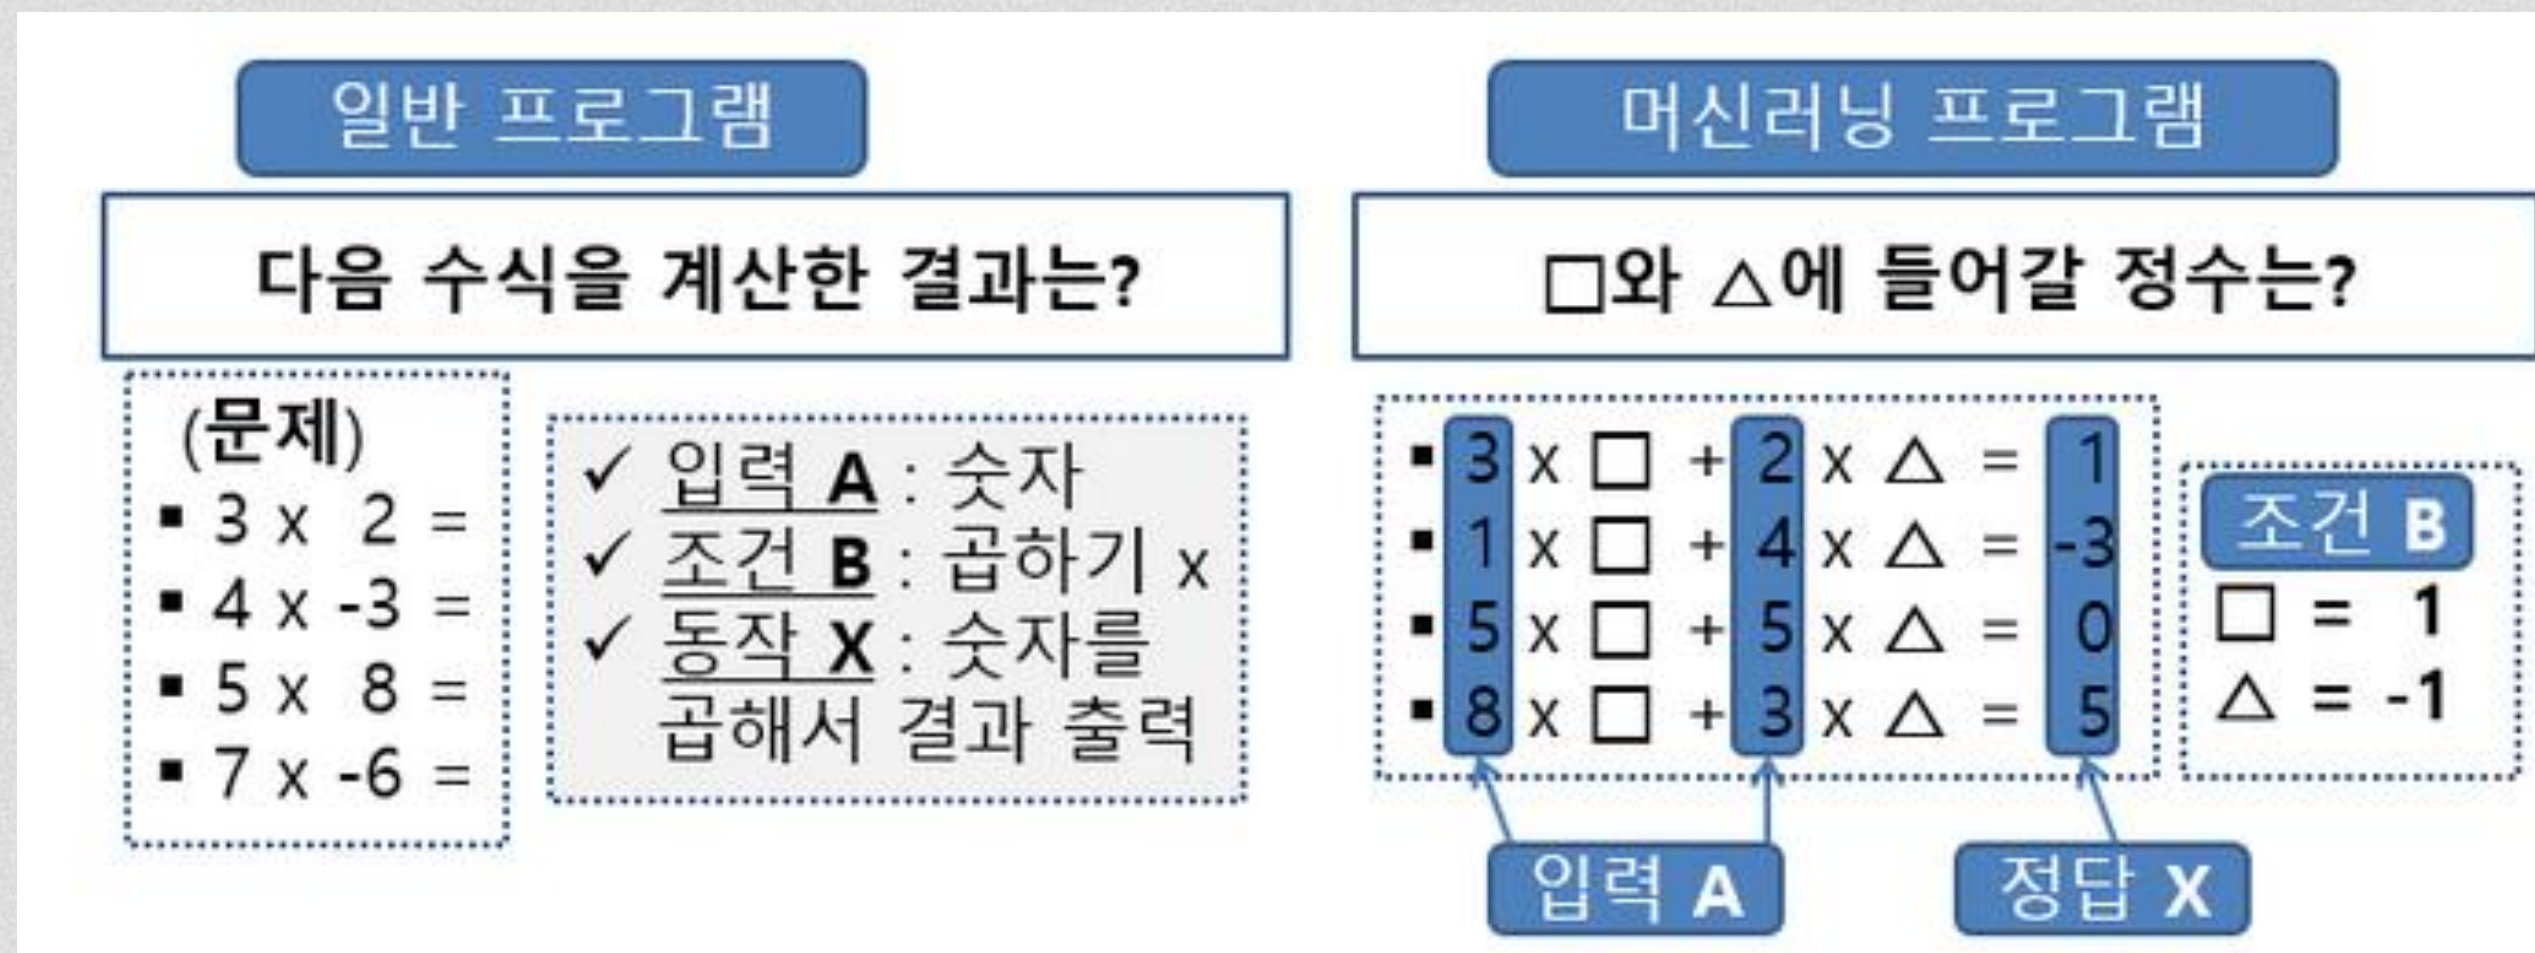 일반 프로그램
다음 수식을 계산한 결과는?
(문제)
▪ 3 x 2 =
▪ 4 x -3 =
▪ 5 x 8 =
▪ 7 x -6 =
✓ 입력 A : 숫자
✓ 조건 B : 곱하기 x
✓ 동작 X : 숫자를
곱해서 결과 출력
머신러닝 프로그램
□와 △에 들어갈 정수는?
▪ 3 x □ + 2 x △ = 1
▪ 1 x □ + 4 x △ = -3
▪ 5 x □ + 5 x △ = 0
▪ 8 x □ + 3 x △ = 5
조건 B
□ = 1
△ = -1
입력 A
정답 X